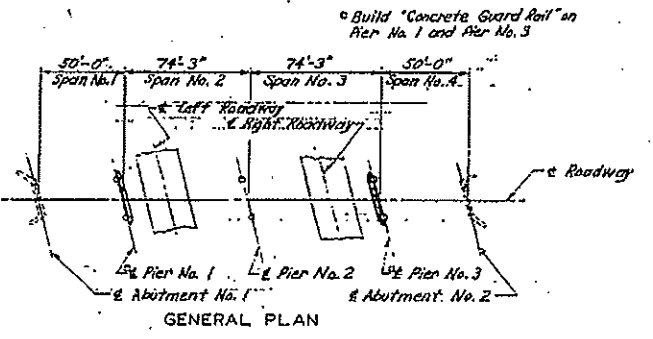 ° Build "Concrete Guard Rail" on
Pier No. 1 and Pier No. 3
50'-0" 74'-3" 74'-3" 50'-0"
Span No. 1 Span No. 2 Span No. 3 Span No. 4
℄ Left Roadway
℄ Right Roadway
℄ Roadway
℄ Pier No. 1 ℄ Pier No. 2 ℄ Pier No. 3
℄ Abutment No. 1 ℄ Abutment No. 2
GENERAL PLAN